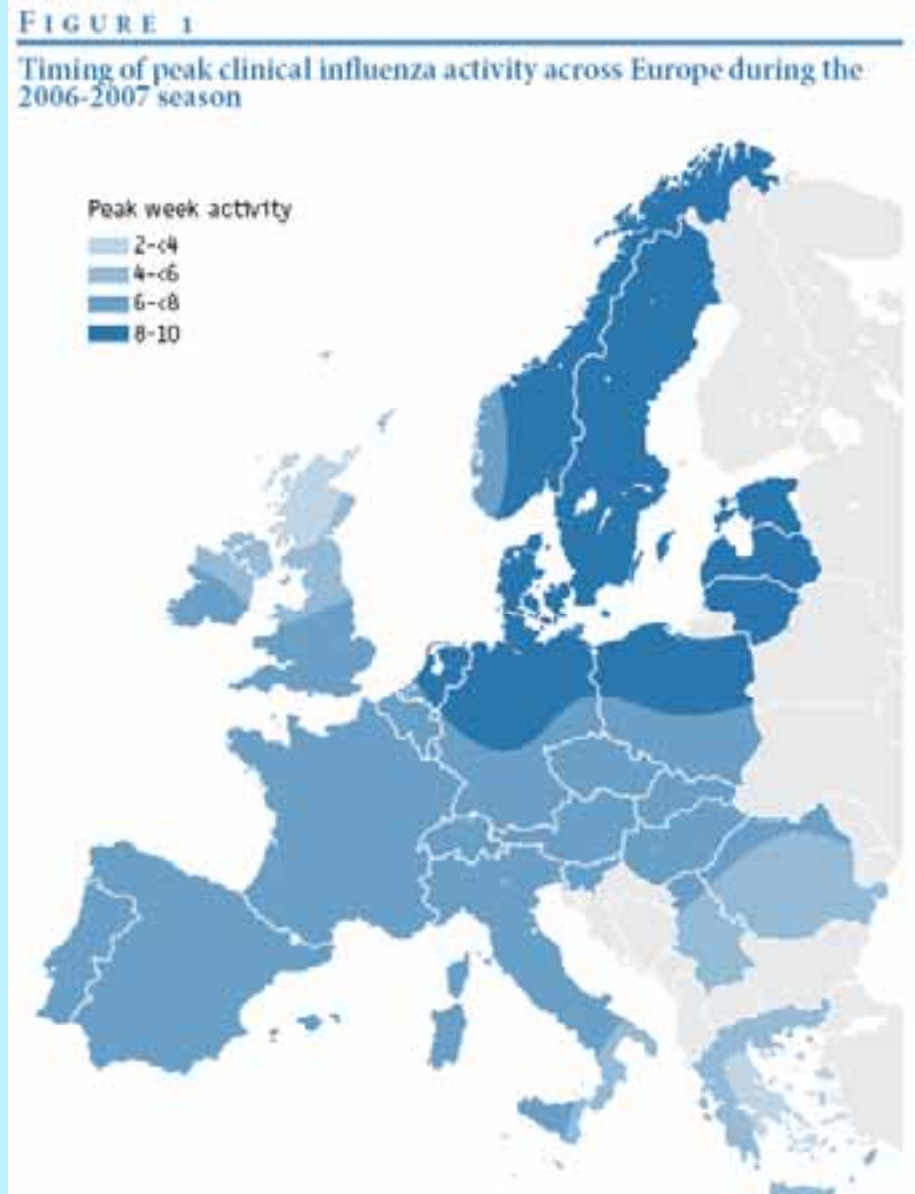 FIGURE 1
Timing of peak clinical influenza activity across Europe during the
2006-2007 season
Peak week activity
2-<4
4-<6
6-<8
8-10